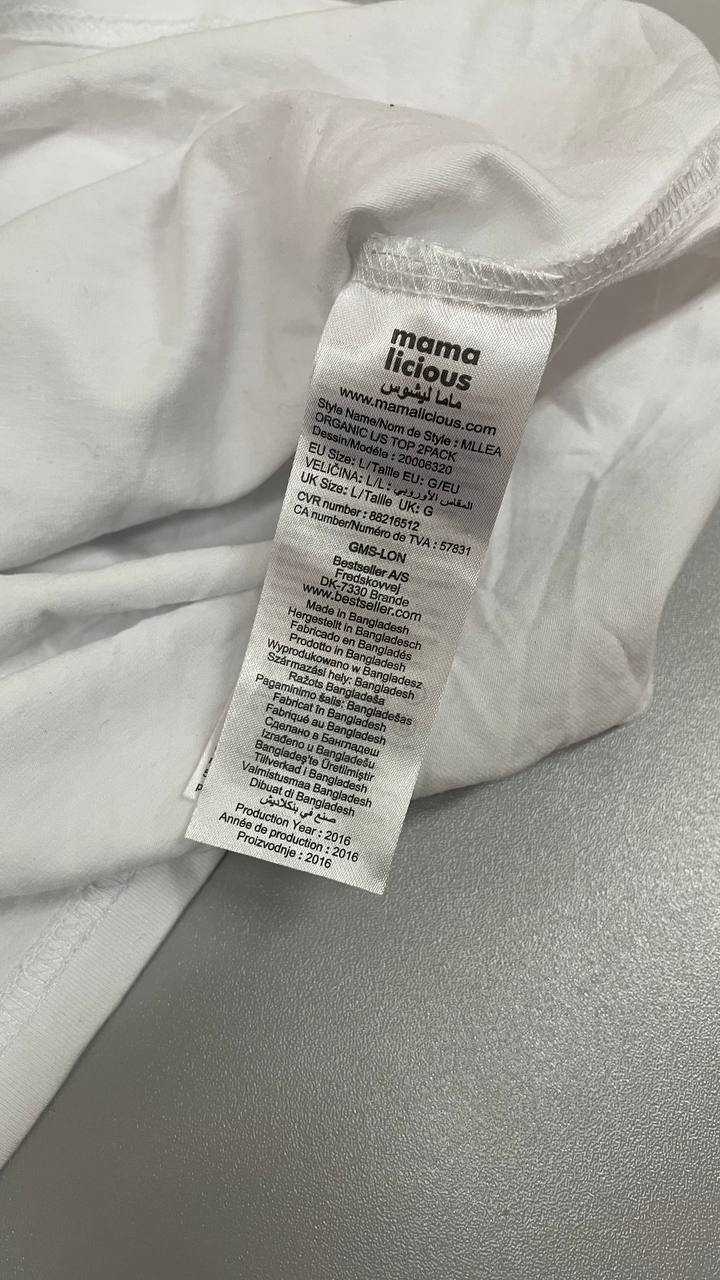 mama
licious
ماما ليشوس
www.mamalicious.com
Style Name/Nom de Style : MLLEA
ORGANIC L/S TOP 2PACK
Dessin/Modéle : 20006320
EU Size: L/Taille EU: G/EU
VELIČINA: L/L : المقاس الأوروبي
UK Size: L/Taille UK: G
CVR number : 88216512
CA number/Numéro de TVA : 57831
GMS-LON
Bestseller A/S
Fredskovvej
DK-7330 Brande
www.bestseller.com
Made in Bangladesh
Hergestellt in Bangladesch
Fabricado en Bangladés
Prodotto in Bangladesh
Wyprodukowano w Bangladesz
Származási hely: Bangladesh
Ražots Bangladeša
Pagaminimo šalis: Bangladešas
Fabricat în Bangladesh
Fabriqué au Bangladesh
Сделано в Бангладеш
Izrađeno u Bangladešu
Bangladeş'te Üretilmiştir
Tillverkad i Bangladesh
Valmistusmaa Bangladesh
Dibuat di Bangladesh
صنع في بنكلاديش
Production Year : 2016
Année de production : 2016
Proizvodnje : 2016